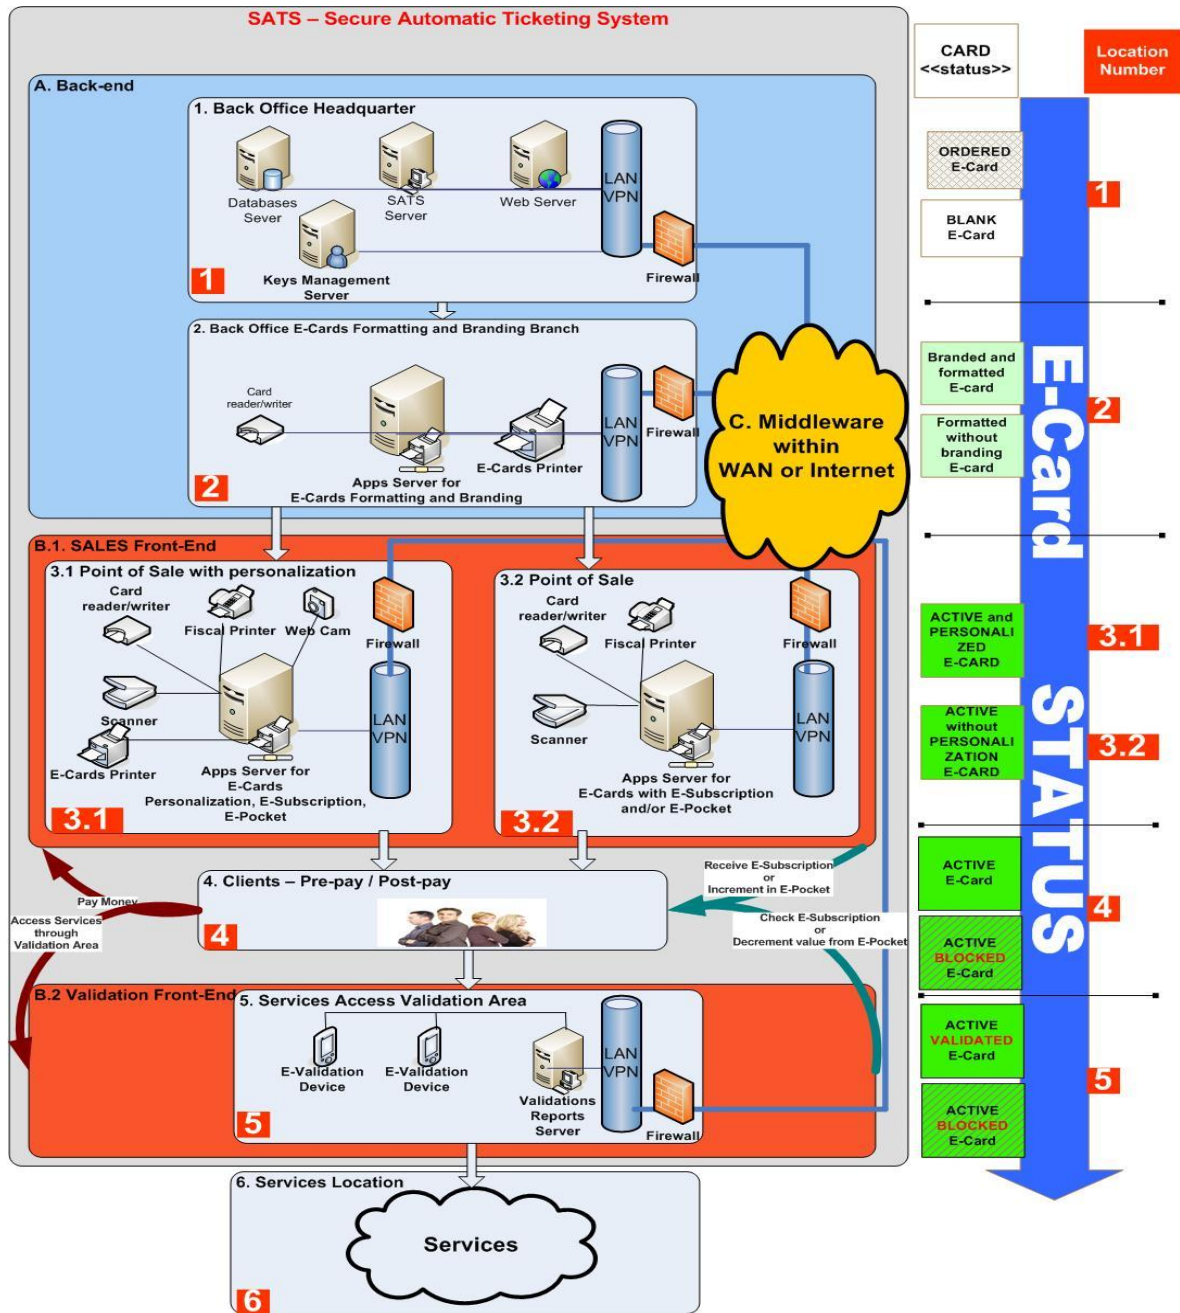 SATS – Secure Automatic Ticketing System
A. Back-end
1. Back Office Headquarter
Databases
Sever
SATS
Server
Web Server
LAN
VPN
Keys Management
Server
Firewall
1
2. Back Office E-Cards Formatting and Branding Branch
Card
reader/writer
Apps Server for
E-Cards Formatting and Branding
E-Cards Printer
LAN
VPN
Firewall
2
C. Middleware
within
WAN or Internet
B.1. SALES Front-End
3.1 Point of Sale with personalization
Card
reader/writer
Fiscal Printer
Web Cam
Firewall
Scanner
E-Cards Printer
LAN
VPN
Apps Server for
E-Cards
Personalization, E-Subscription,
E-Pocket
3.1
3.2 Point of Sale
Card
reader/writer
Fiscal Printer
Firewall
Scanner
LAN
VPN
Apps Server for
E-Cards with E-Subscription
and/or E-Pocket
3.2
4. Clients – Pre-pay / Post-pay
4
Pay Money
Access Services
through
Validation Area
Receive E-Subscription
or
Increment in E-Pocket
Check E-Subscription
or
Decrement value from E-Pocket
B.2 Validation Front-End
5. Services Access Validation Area
E-Validation
Device
E-Validation
Device
Validations
Reports
Server
LAN
VPN
Firewall
5
6. Services Location
Services
6
CARD
<<status>>
Location
Number
ORDERED
E-Card
BLANK
E-Card
1
Branded and
formatted
E-card
Formatted
without
branding
E-card
2
ACTIVE and
PERSONALI
ZED
E-CARD
3.1
ACTIVE
without
PERSONALI
ZATION
E-CARD
3.2
ACTIVE
E-Card
ACTIVE
BLOCKED
E-Card
4
ACTIVE
VALIDATED
E-Card
ACTIVE
BLOCKED
E-Card
5
E-Card STATUS